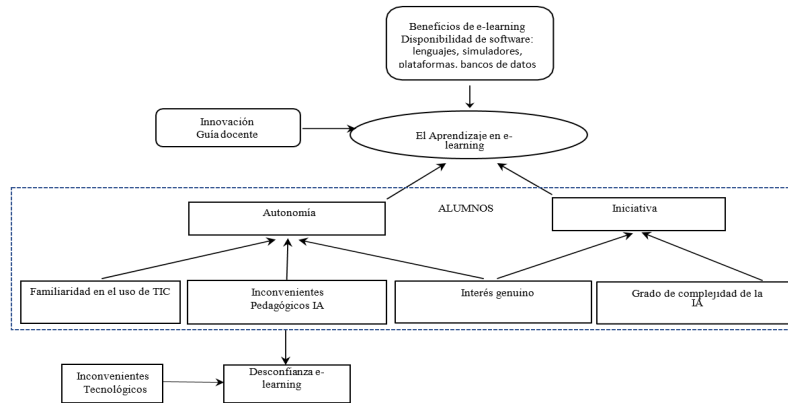 Beneficios de e-learning
Disponibilidad de software:
lenguajes, simuladores,
plataformas, bancos de datos
Innovación
Guía docente
El Aprendizaje en e-
learning
ALUMNOS
Autonomía
Iniciativa
Familiaridad en el uso de TIC
Inconvenientes
Pedagógicos IA
Interés genuino
Grado de complejidad de la
IA
Inconvenientes
Tecnológicos
Desconfianza e-
learning